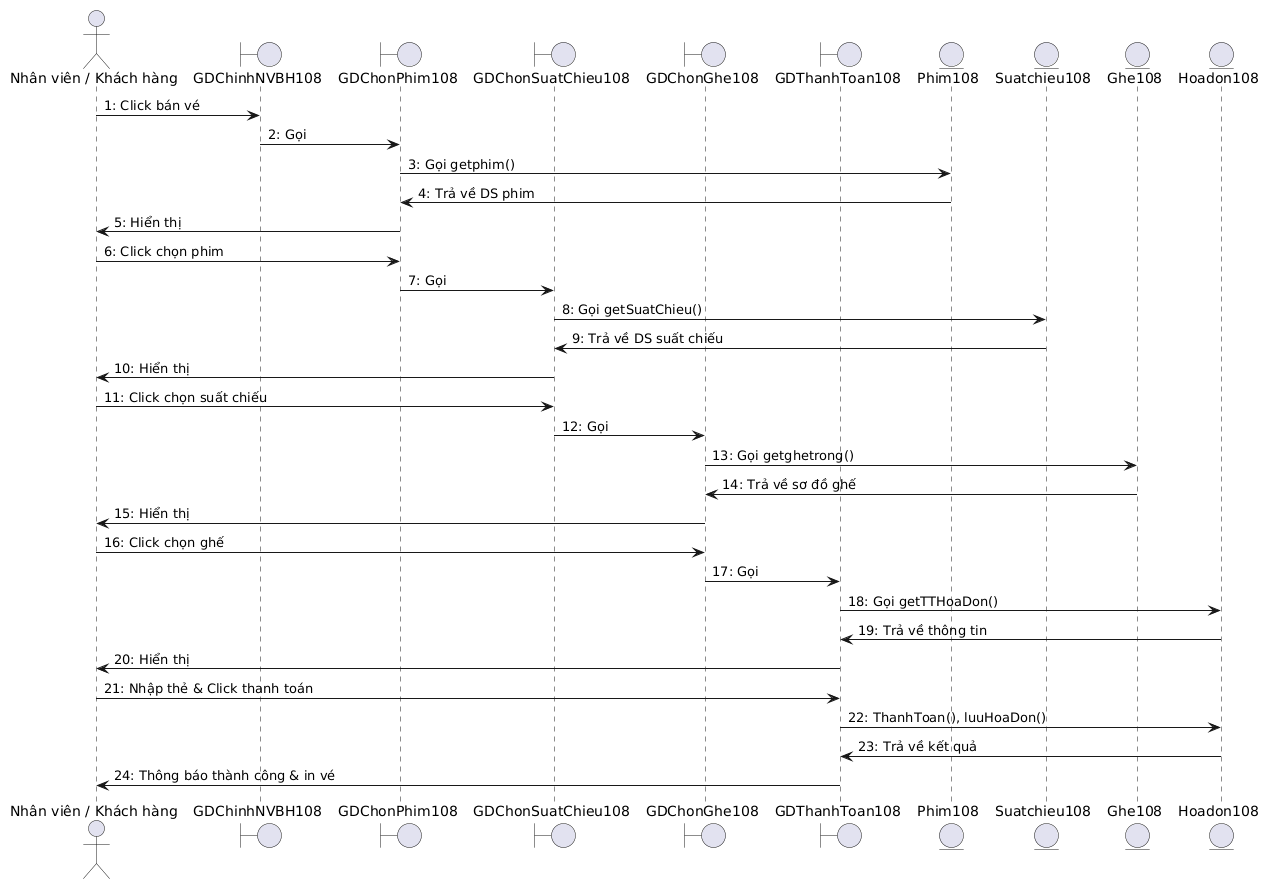 Nhân viên / Khách hàng GDChinhNVBH108 GDChonPhim108 GDChonSuatChieu108 GDChonGhe108 GDThanhToan108 Phim108 Suatchieu108 Ghe108 Hoadon108
1: Click bán vé
2: Gọi
3: Gọi getphim()
4: Trả về DS phim
5: Hiển thị
6: Click chọn phim
7: Gọi
8: Gọi getSuatChieu()
9: Trả về DS suất chiếu
10: Hiển thị
11: Click chọn suất chiếu
12: Gọi
13: Gọi getghetrong()
14: Trả về sơ đồ ghế
15: Hiển thị
16: Click chọn ghế
17: Gọi
18: Gọi getTTHoaDon()
19: Trả về thông tin
20: Hiển thị
21: Nhập thẻ & Click thanh toán
22: ThanhToan(), luuHoaDon()
23: Trả về kết quả
24: Thông báo thành công & in vé
Nhân viên / Khách hàng GDChinhNVBH108 GDChonPhim108 GDChonSuatChieu108 GDChonGhe108 GDThanhToan108 Phim108 Suatchieu108 Ghe108 Hoadon108